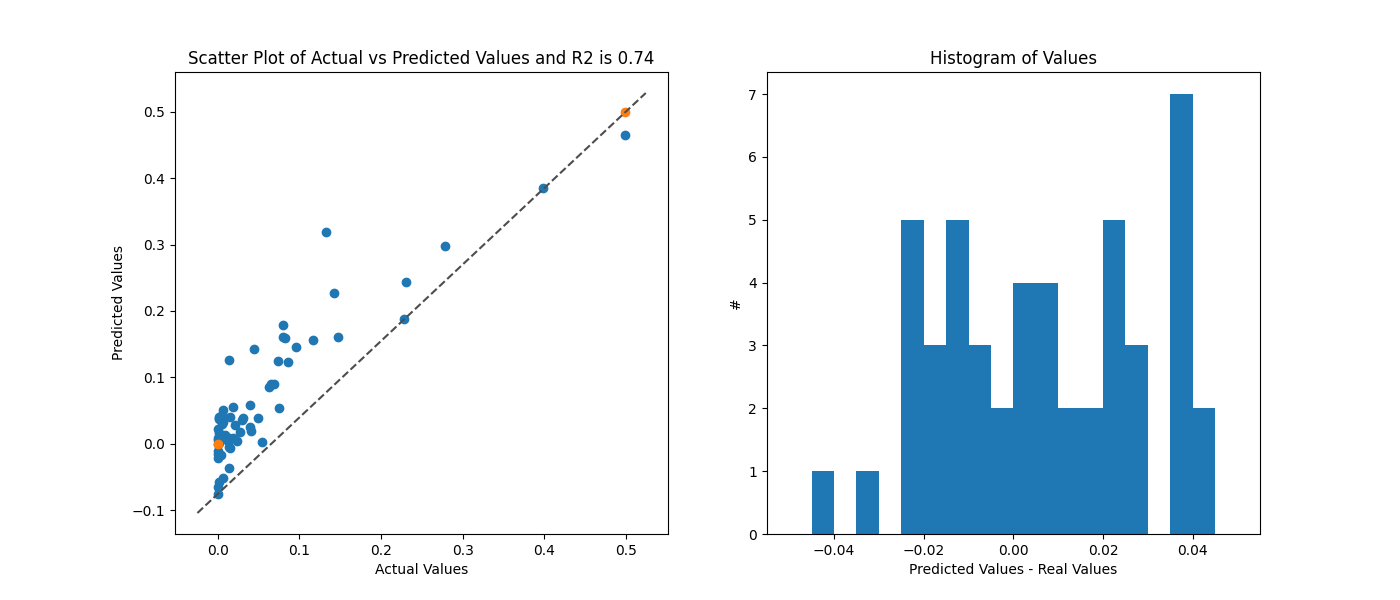 Scatter Plot of Actual vs Predicted Values and R2 is 0.74
0.5
0.4
0.3
0.2
0.1
0.0
−0.1
Predicted Values
0.0 0.1 0.2 0.3 0.4 0.5
Actual Values
Histogram of Values
7
6
5
4
3
2
1
0
#
−0.04 −0.02 0.00 0.02 0.04
Predicted Values - Real Values